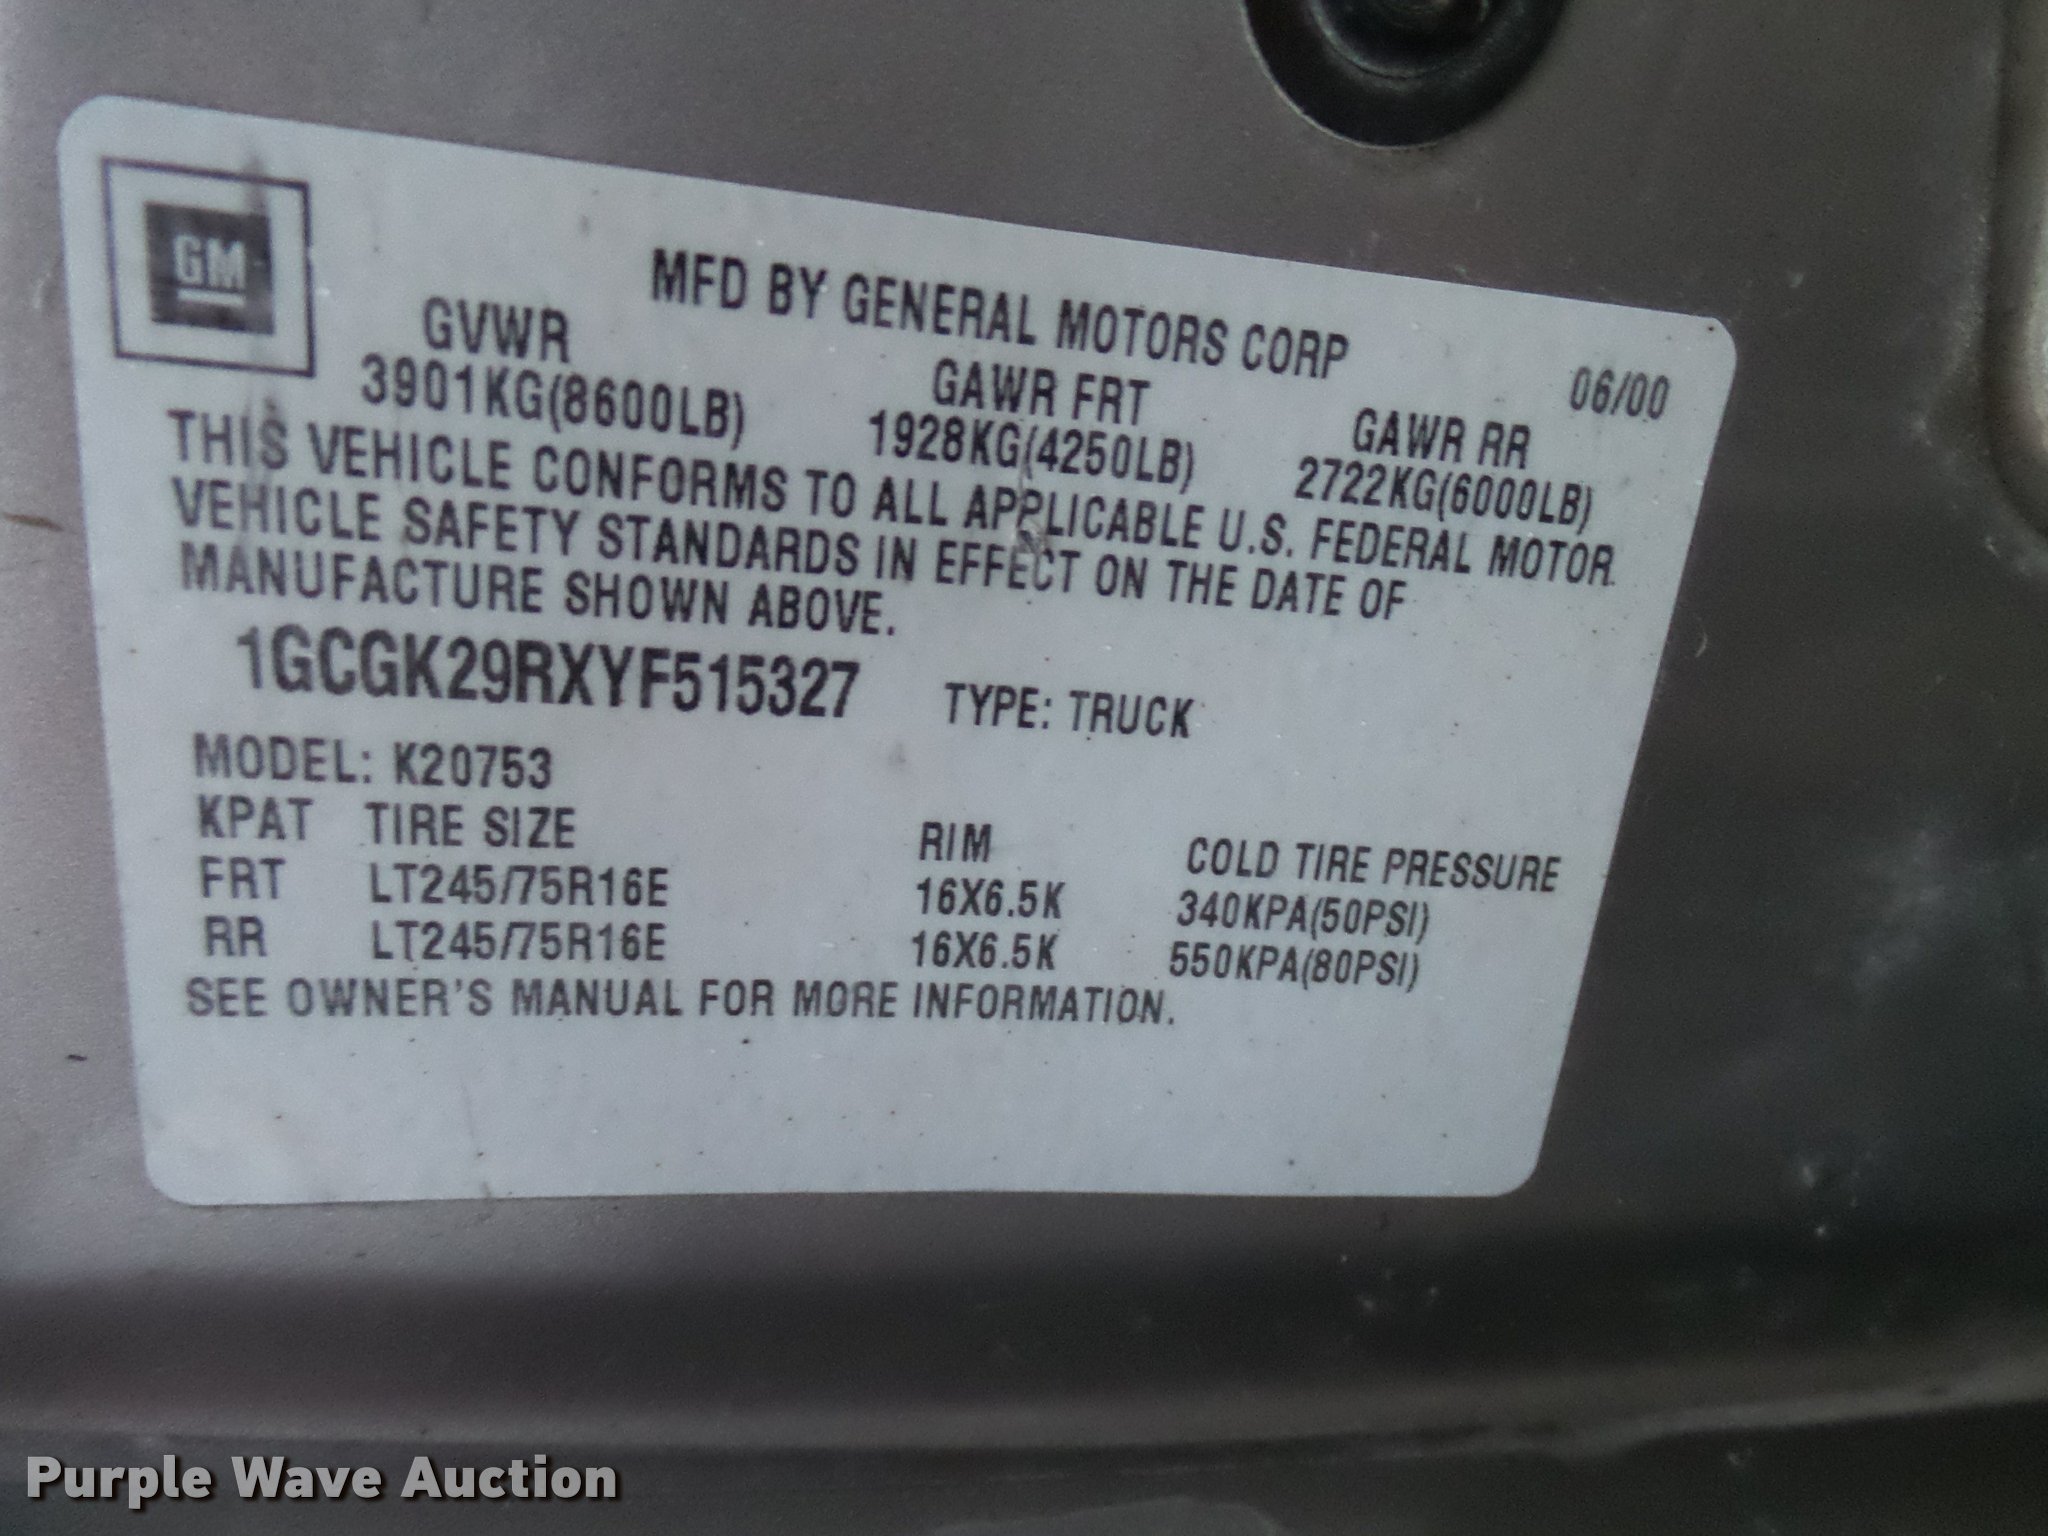 GM
MFD BY GENERAL MOTORS CORP 06/00
GVWR GAWR FRT GAWR RR
3901KG(8600LB) 1928KG(4250LB) 2722KG(6000LB)
THIS VEHICLE CONFORMS TO ALL APPLICABLE U.S. FEDERAL MOTOR
VEHICLE SAFETY STANDARDS IN EFFECT ON THE DATE OF
MANUFACTURE SHOWN ABOVE.
1GCGK29RXYF515327 TYPE: TRUCK
MODEL: K20753
KPAT TIRE SIZE RIM COLD TIRE PRESSURE
FRT LT245/75R16E 16X6.5K 340KPA(50PSI)
RR LT245/75R16E 16X6.5K 550KPA(80PSI)
SEE OWNER'S MANUAL FOR MORE INFORMATION.
Purple Wave Auction